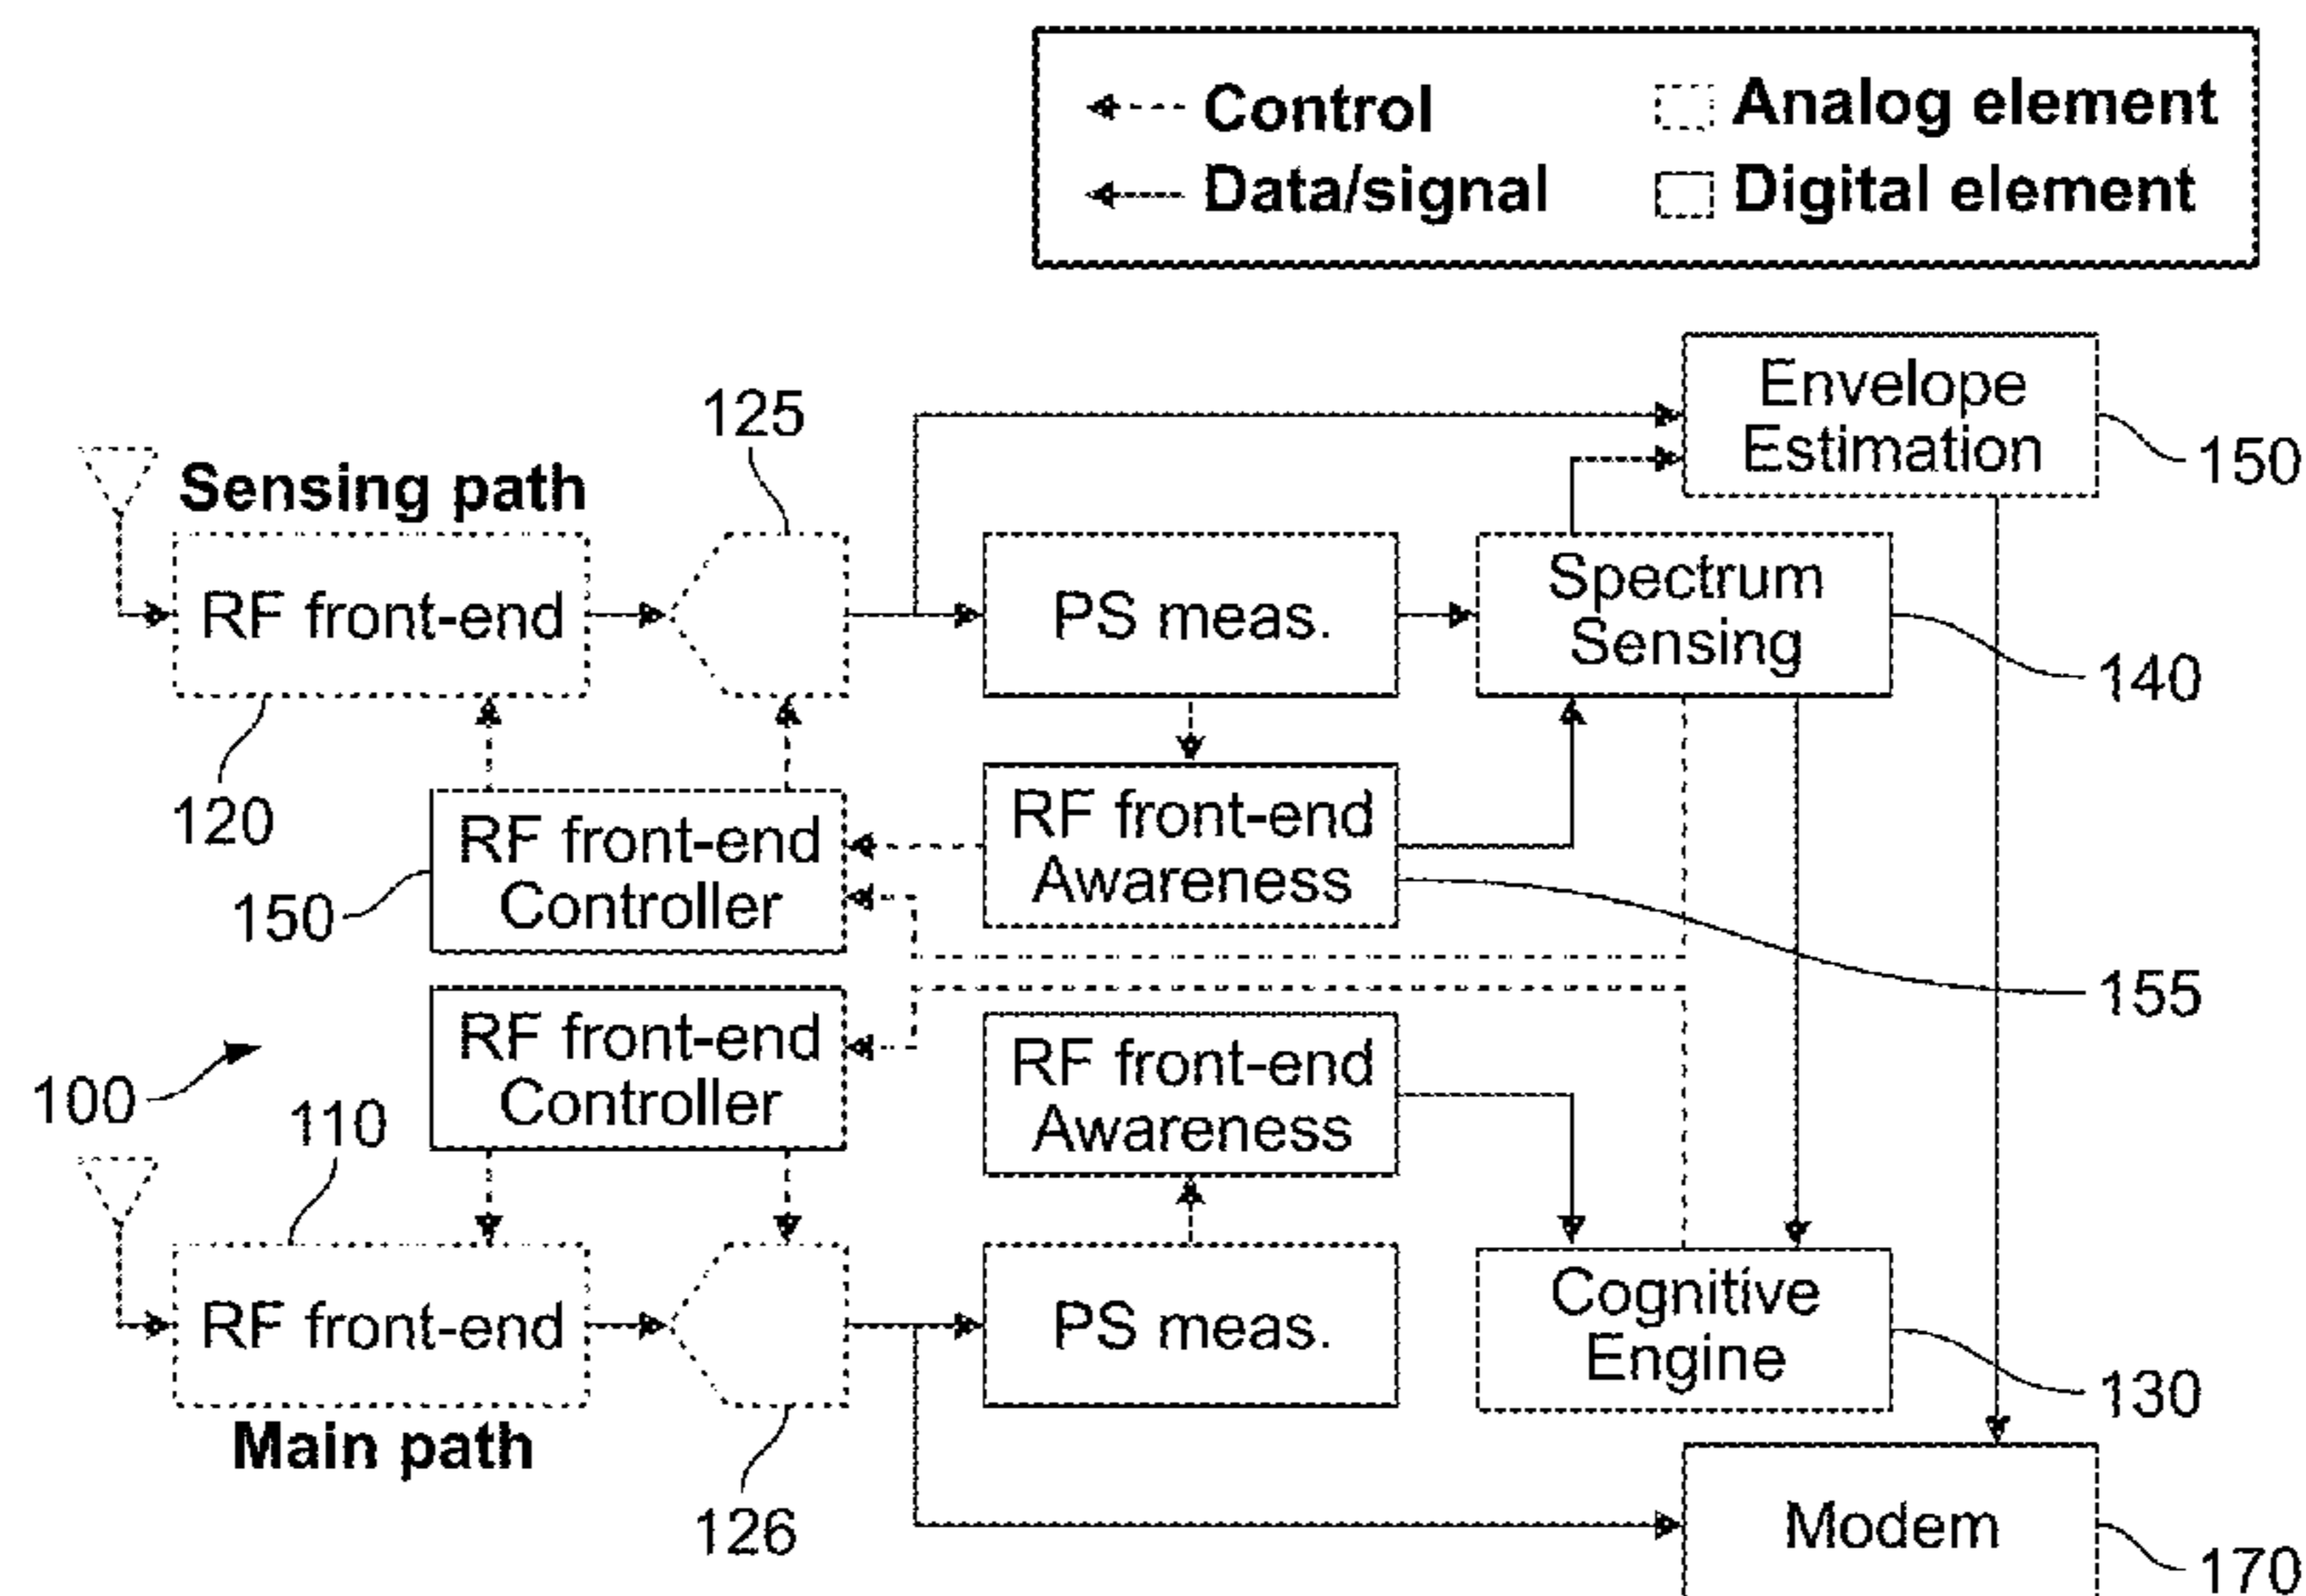 Control
Analog element
Data/signal
Digital element
Envelope
Estimation
150
125
Sensing path
RF front-end
PS meas.
Spectrum
Sensing
140
120
RF front-end
Controller
150
RF front-end
Awareness
155
RF front-end
Controller
RF front-end
Awareness
100
110
RF front-end
PS meas.
Cognitive
Engine
130
Main path
126
Modem
170